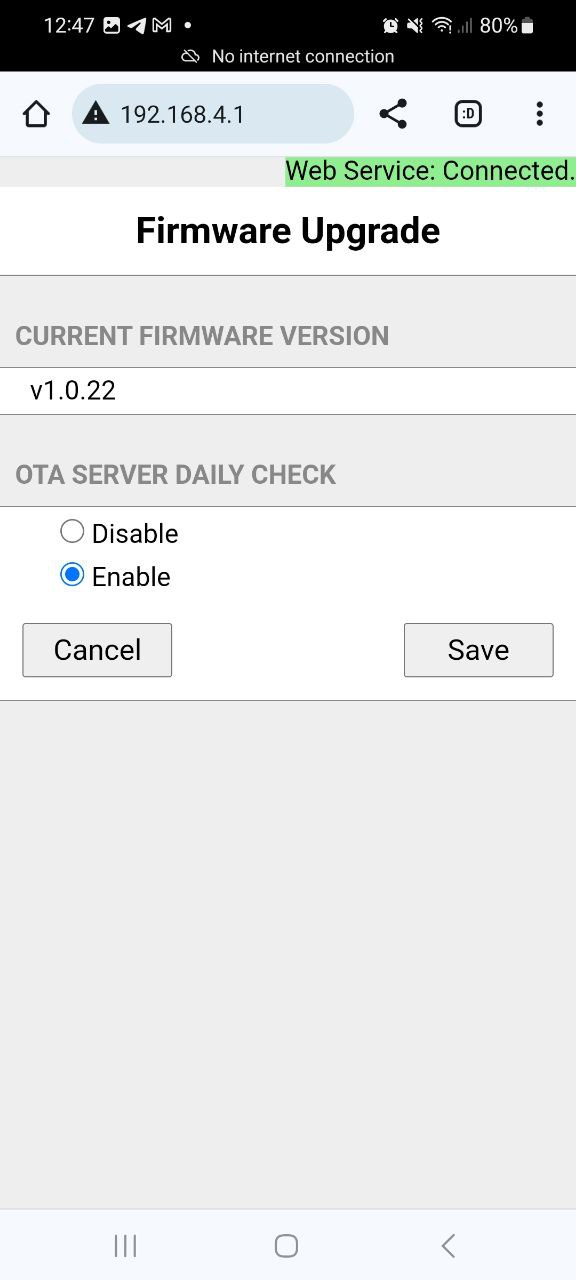 12:47 80%
No internet connection
192.168.4.1 :D
Web Service: Connected.
Firmware Upgrade
CURRENT FIRMWARE VERSION
v1.0.22
OTA SERVER DAILY CHECK
Disable
Enable
Cancel Save